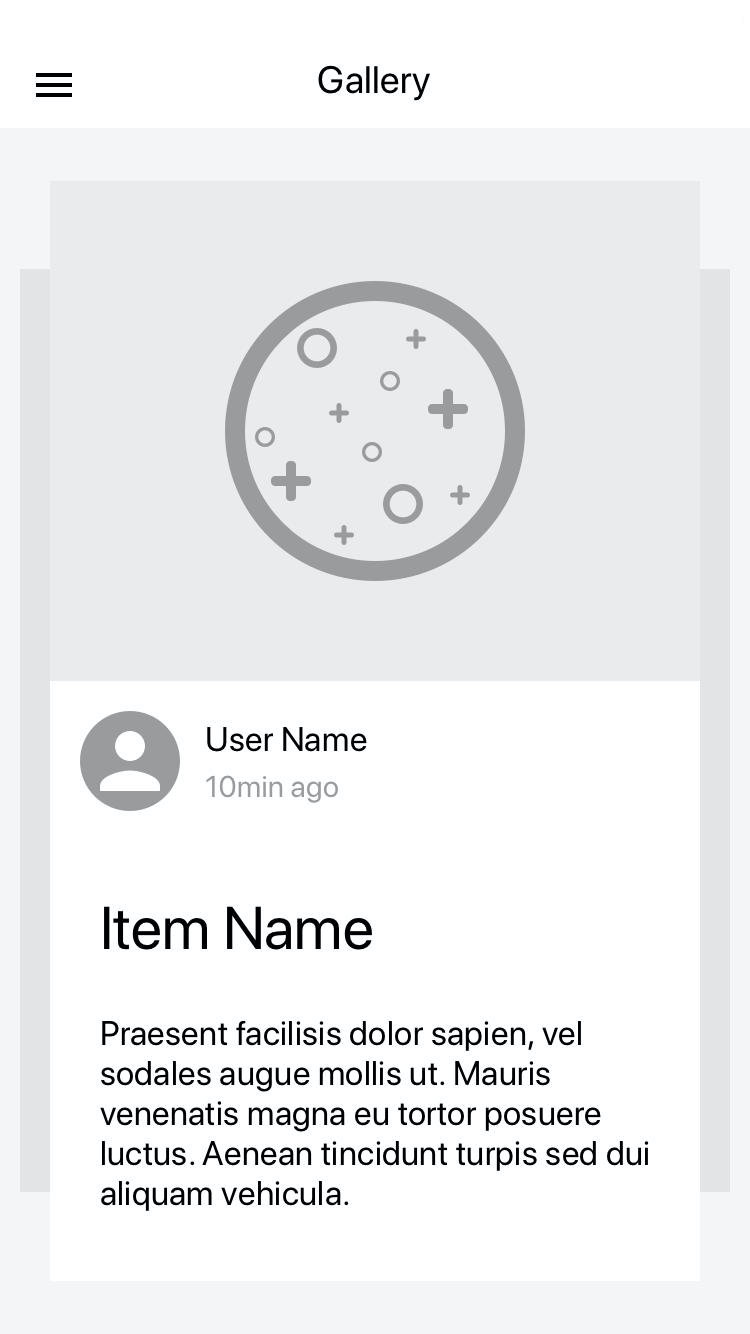 Gallery
User Name
10min ago
Item Name
Praesent facilisis dolor sapien, vel
sodales augue mollis ut. Mauris
venenatis magna eu tortor posuere
luctus. Aenean tincidunt turpis sed dui
aliquam vehicula.